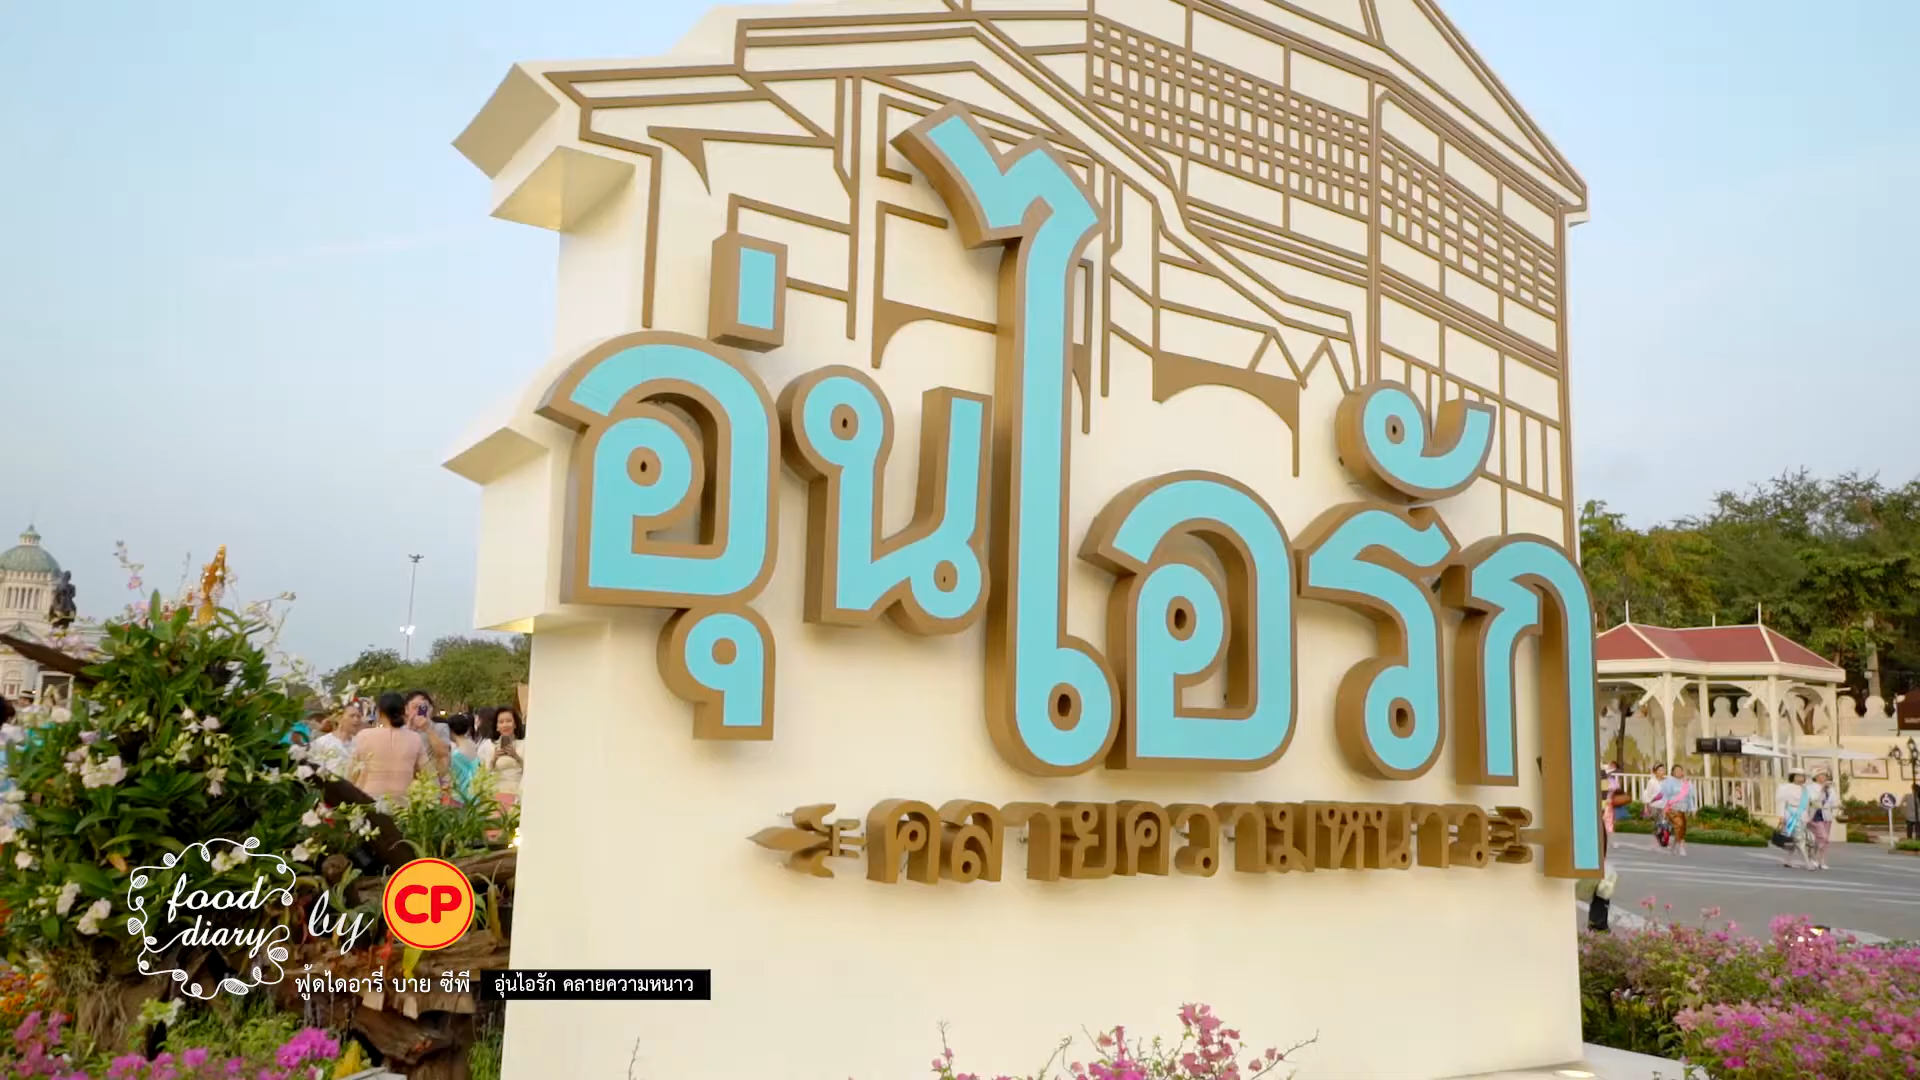 อุ่นไอรัก
คลายความหนาว
food
diary
by
CP
ฟู้ดไดอารี่ บาย ซีพี
อุ่นไอรัก คลายความหนาว